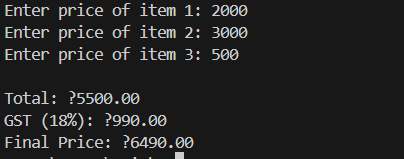 Enter price of item 1: 2000
Enter price of item 2: 3000
Enter price of item 3: 500
Total: ?5500.00
GST (18%): ?990.00
Final Price: ?6490.00